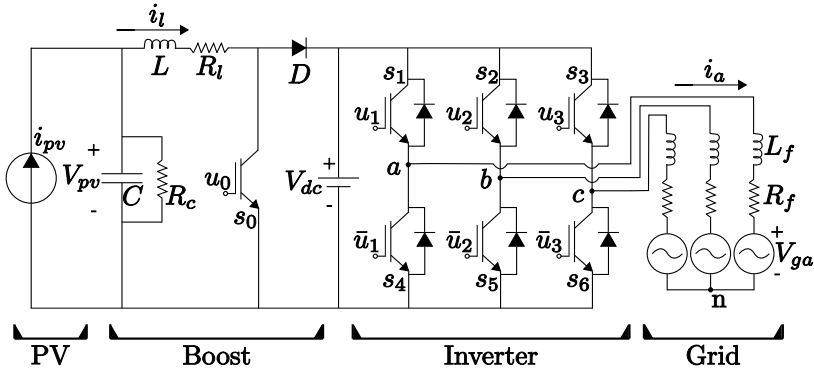 i_l
L
R_l
D
i_pv
V_pv
+
-
C
R_c
u_0
s_0
V_dc
+
-
s_1
s_2
s_3
u_1
u_2
u_3
a
b
c
ū_1
ū_2
ū_3
s_4
s_5
s_6
i_a
L_f
R_f
+
V_ga
-
n
PV
Boost
Inverter
Grid